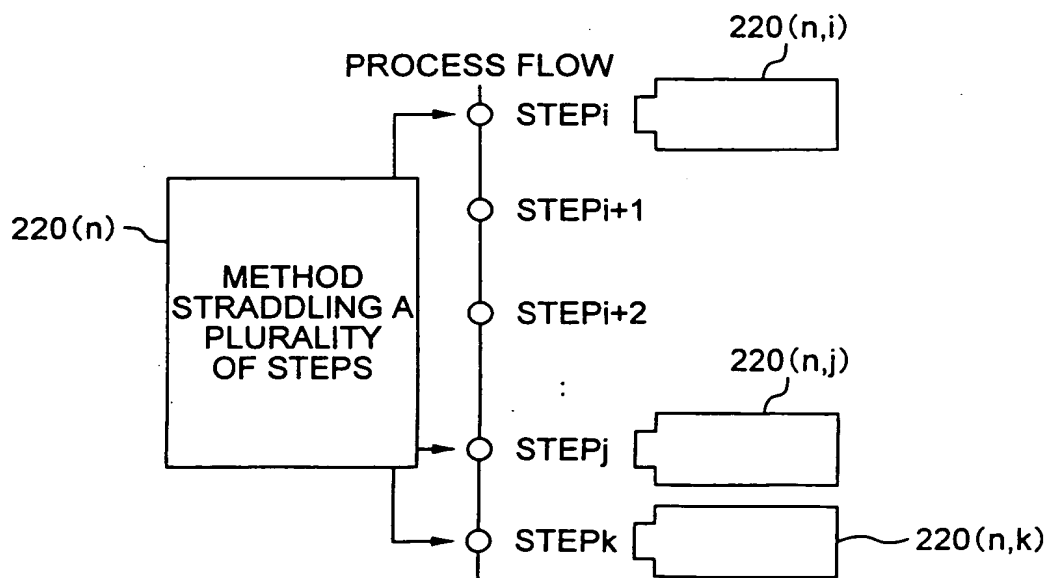 220(n,i)
PROCESS FLOW
STEPi
STEPi+1
220(n)
METHOD
STRADDLING A
PLURALITY
OF STEPS
STEPi+2
:
220(n,j)
STEPj
STEPk
220(n,k)